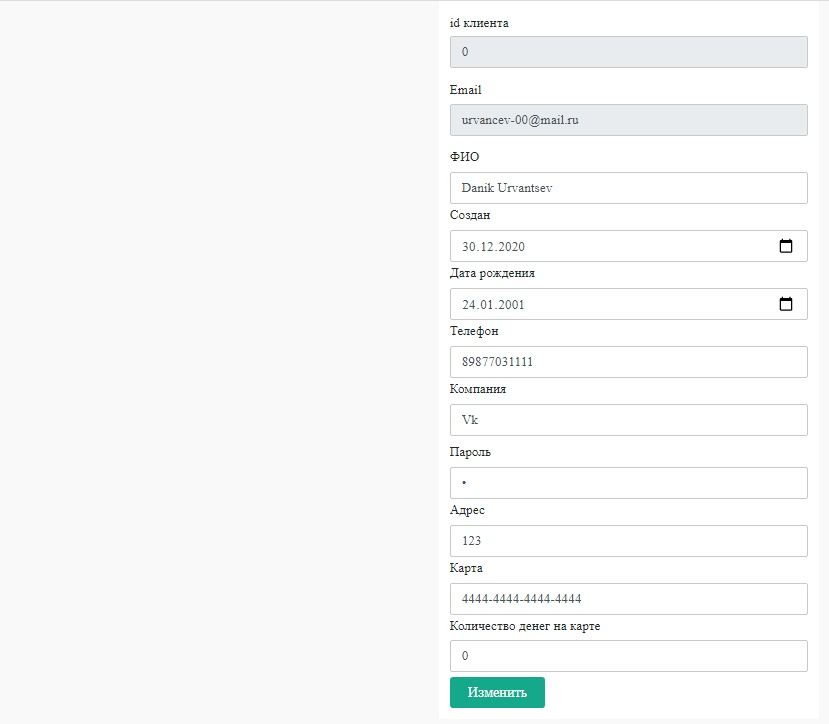 id клиента
0
Email
urvancev-00@mail.ru
ФИО
Danik Urvantsev
Создан
30.12.2020
Дата рождения
24.01.2001
Телефон
89877031111
Компания
Vk
Пароль
•
Адрес
123
Карта
4444-4444-4444-4444
Количество денег на карте
0
Изменить